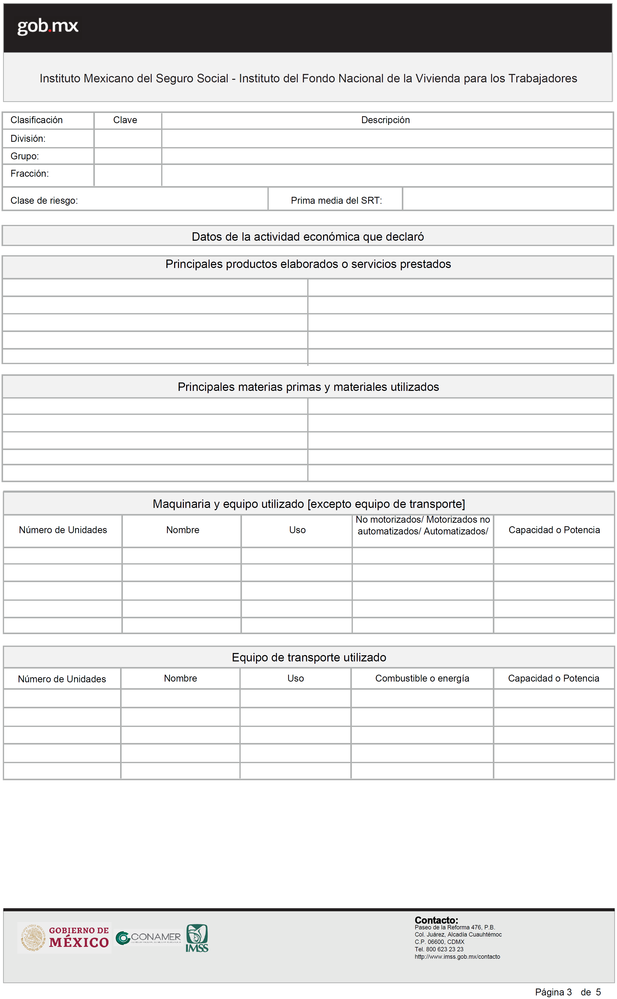 gob.mx
Instituto Mexicano del Seguro Social - Instituto del Fondo Nacional de la Vivienda para los Trabajadores
Clasificación Clave Descripción
División:
Grupo:
Fracción:
Clase de riesgo: Prima media del SRT:
Datos de la actividad económica que declaró
Principales productos elaborados o servicios prestados
Principales materias primas y materiales utilizados
Maquinaria y equipo utilizado [excepto equipo de transporte]
Número de Unidades Nombre Uso No motorizados/ Motorizados no automatizados/ Automatizados/ Capacidad o Potencia
Equipo de transporte utilizado
Número de Unidades Nombre Uso Combustible o energía Capacidad o Potencia
GOBIERNO DE
MÉXICO
CONAMER
IMSS
Contacto:
Paseo de la Reforma 476, P.B.
Col. Juárez, Alcadía Cuauhtémoc
C.P. 06600, CDMX
Tel. 800 623 23 23
http://www.imss.gob.mx/contacto
Página 3 de 5